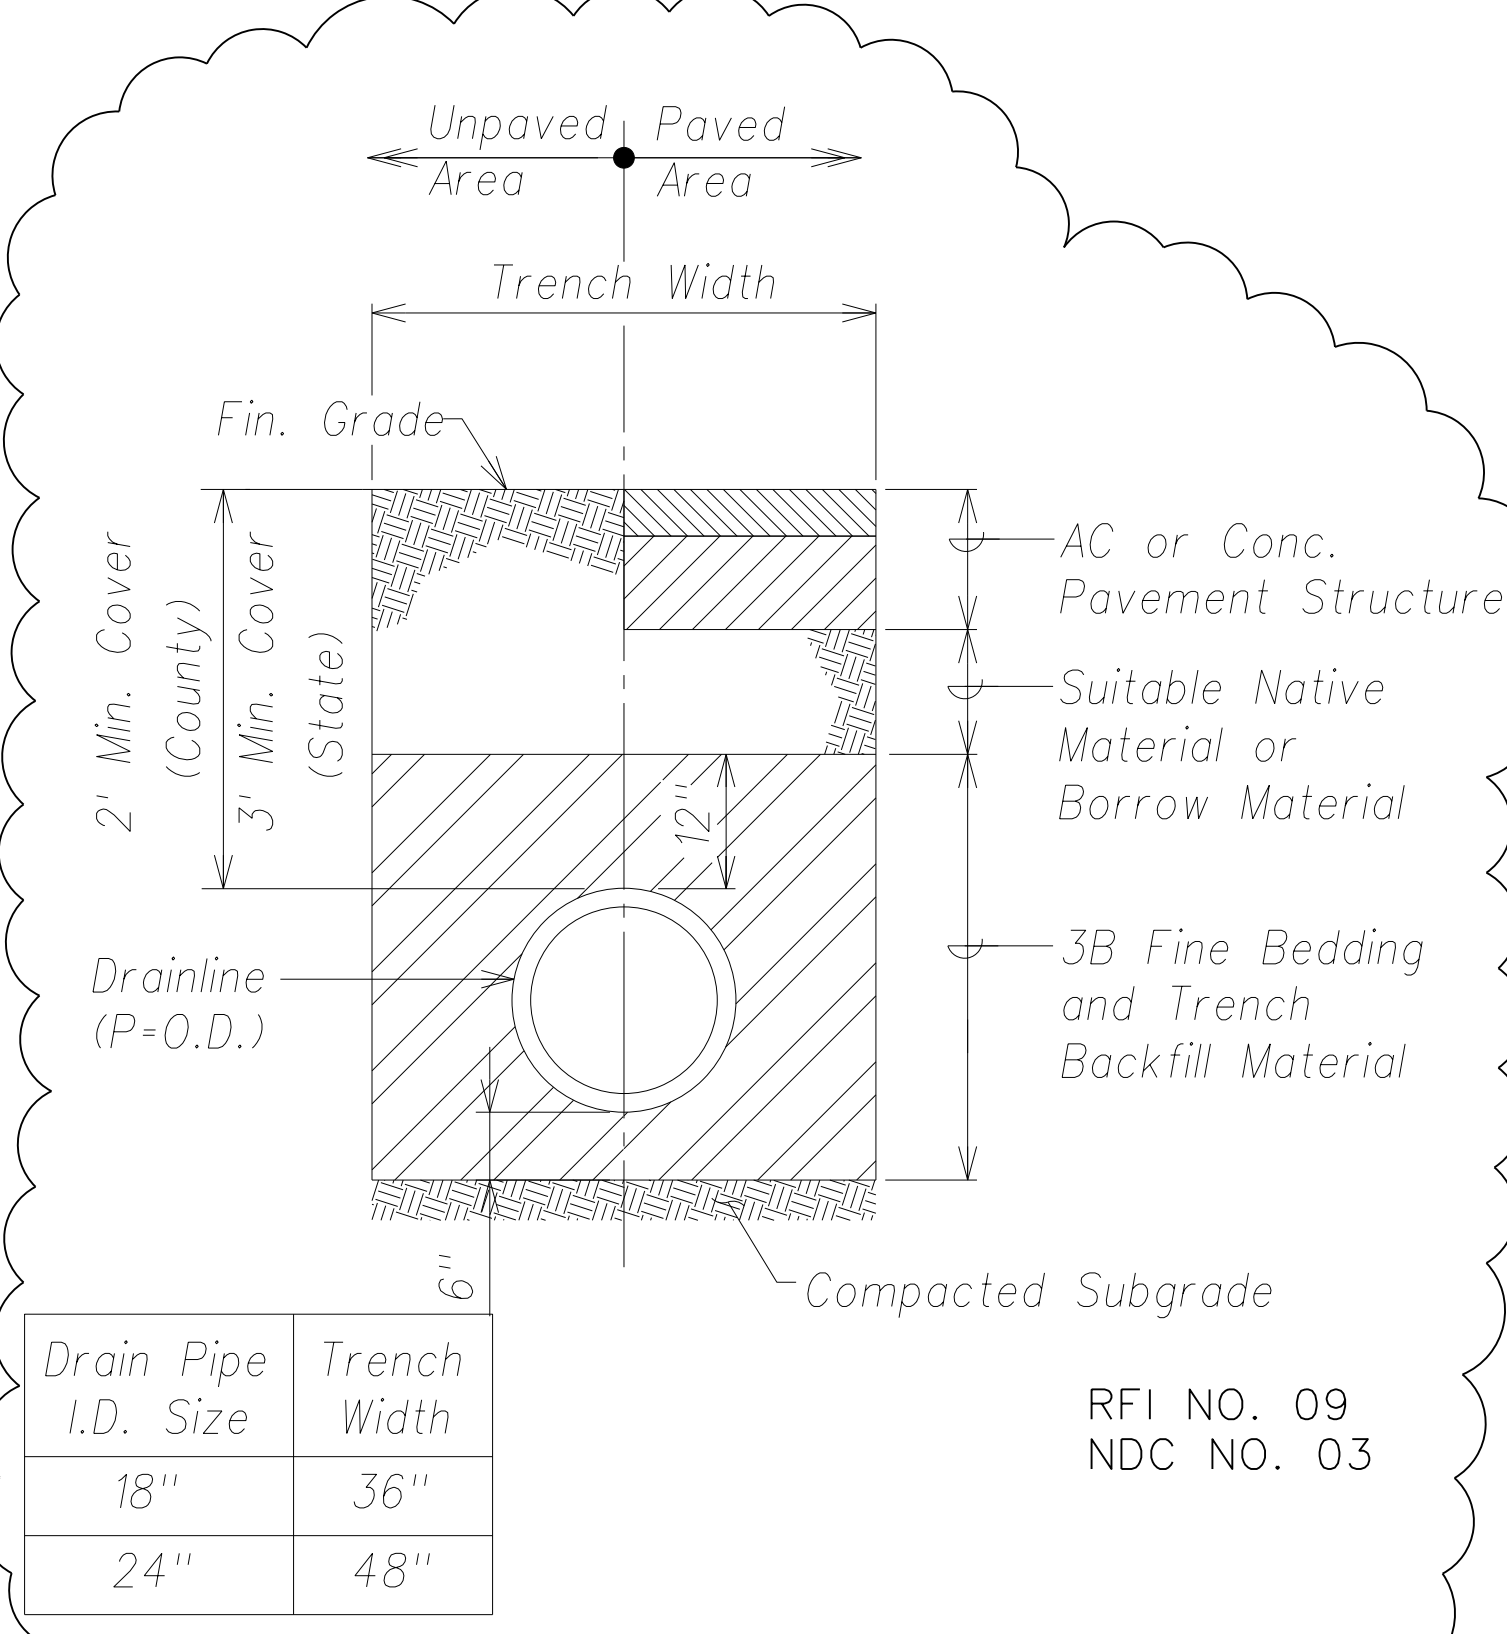 Unpaved Paved
Area Area
Trench Width
Fin. Grade
2' Min. Cover
(County)
3' Min. Cover
(State)
AC or Conc.
Pavement Structure
Suitable Native
Material or
Borrow Material
12"
Drainline
(P=O.D.)
3B Fine Bedding
and Trench
Backfill Material
6"
Compacted Subgrade
Drain Pipe Trench
I.D. Size Width
18" 36"
24" 48"
RFI NO. 09
NDC NO. 03